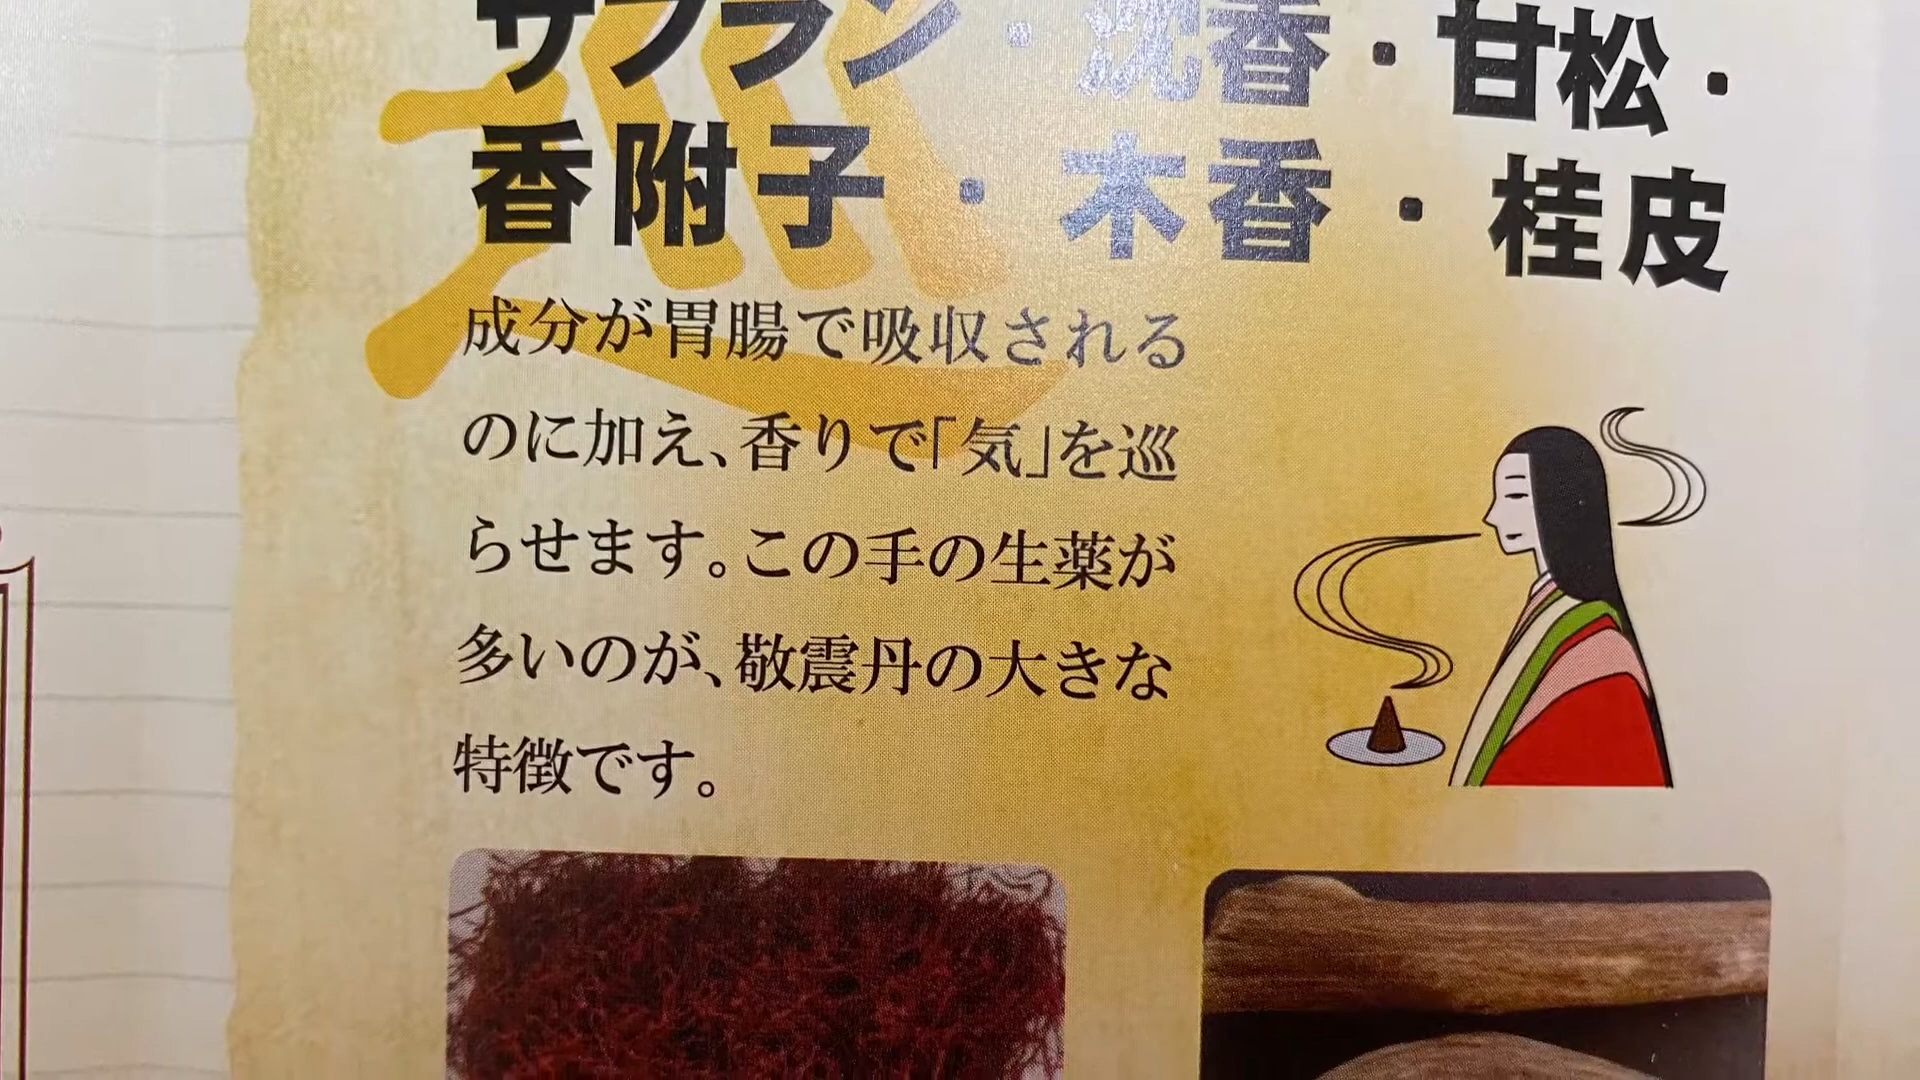 サフラン・沈香・甘松・
香附子・木香・桂皮
巡
成分が胃腸で吸収される
のに加え、香りで「気」を巡
らせます。この手の生薬が
多いのが、敬震丹の大きな
特徴です。